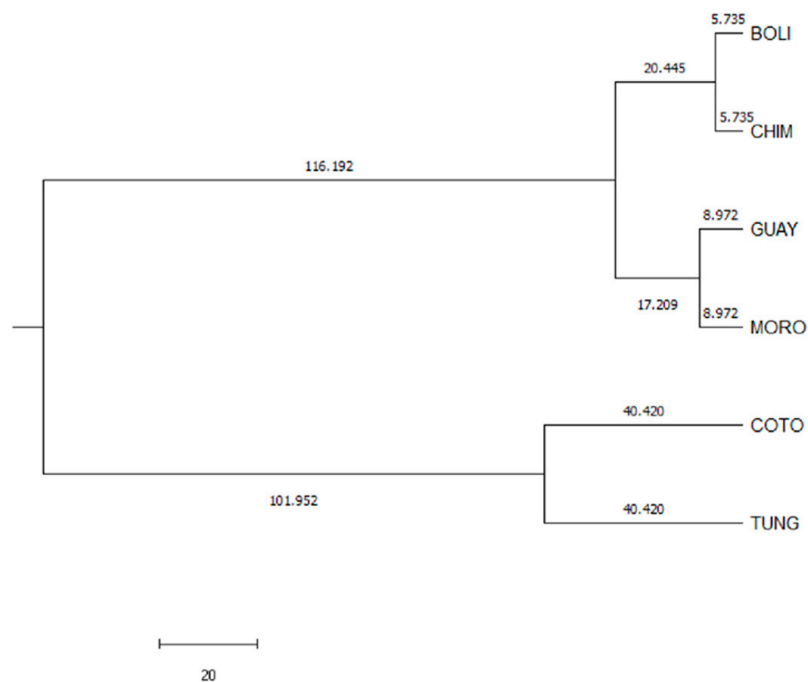 5.735
BOLI
20.445
5.735
CHIM
116.192
8.972
GUAY
17.209
8.972
MORO
40.420
COTO
101.952
40.420
TUNG
20